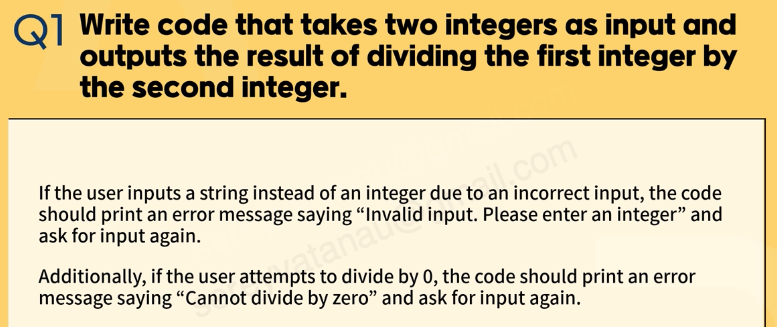 Q1 Write code that takes two integers as input and
outputs the result of dividing the first integer by
the second integer.
If the user inputs a string instead of an integer due to an incorrect input, the code
should print an error message saying “Invalid input. Please enter an integer” and
ask for input again.
Additionally, if the user attempts to divide by 0, the code should print an error
message saying “Cannot divide by zero” and ask for input again.